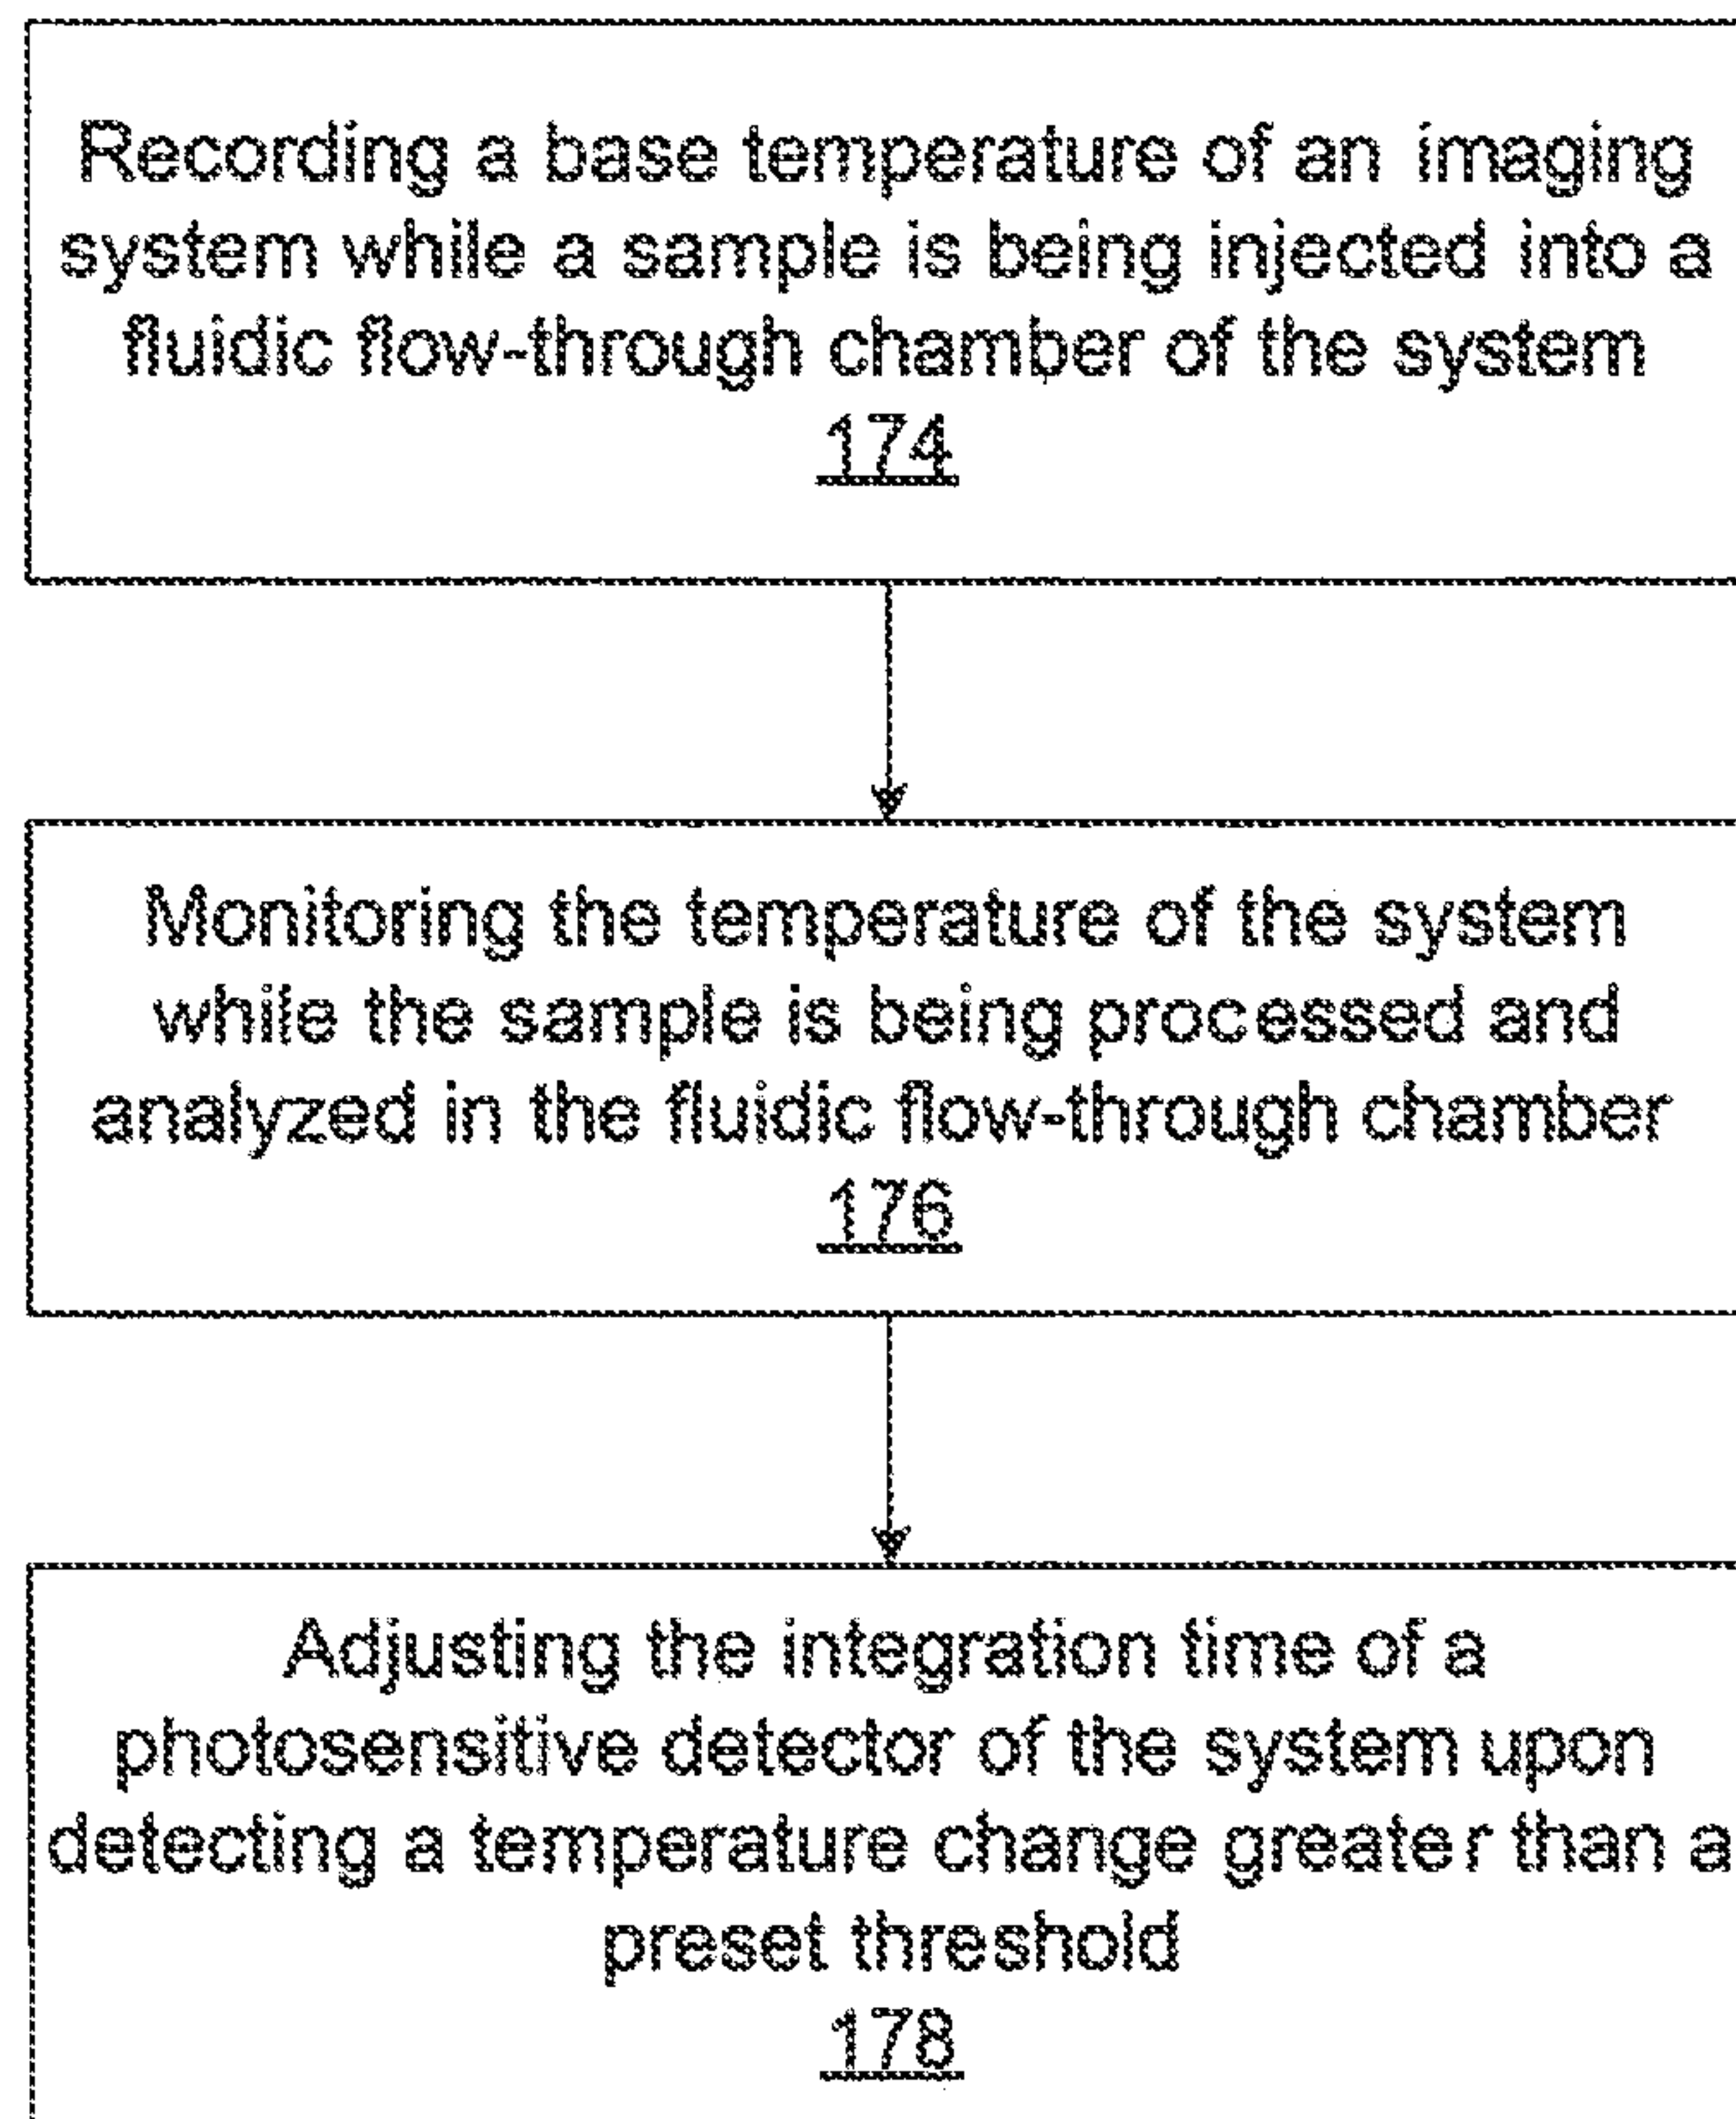 Recording a base temperature of an imaging
system while a sample is being injected into a
fluidic flow-through chamber of the system
174
Monitoring the temperature of the system
while the sample is being processed and
analyzed in the fluidic flow-through chamber
176
Adjusting the integration time of a
photosensitive detector of the system upon
detecting a temperature change greater than a
preset threshold
178